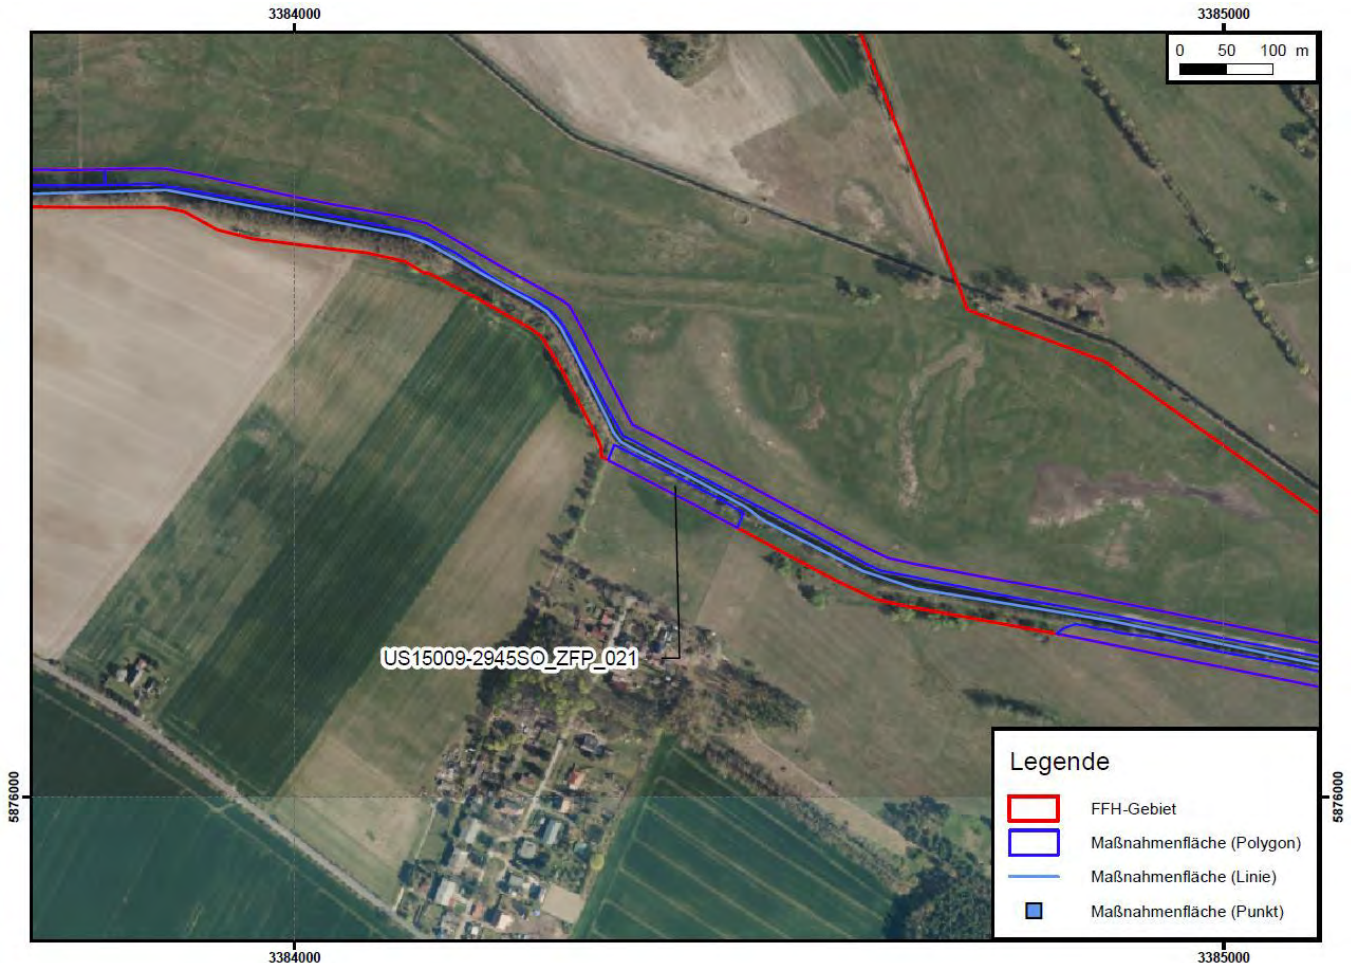 3384000 3385000
0 50 100 m
US15009-2945SO_ZFP_021
5876000 5876000
Legende
FFH-Gebiet
Maßnahmenfläche (Polygon)
Maßnahmenfläche (Linie)
Maßnahmenfläche (Punkt)
3384000 3385000